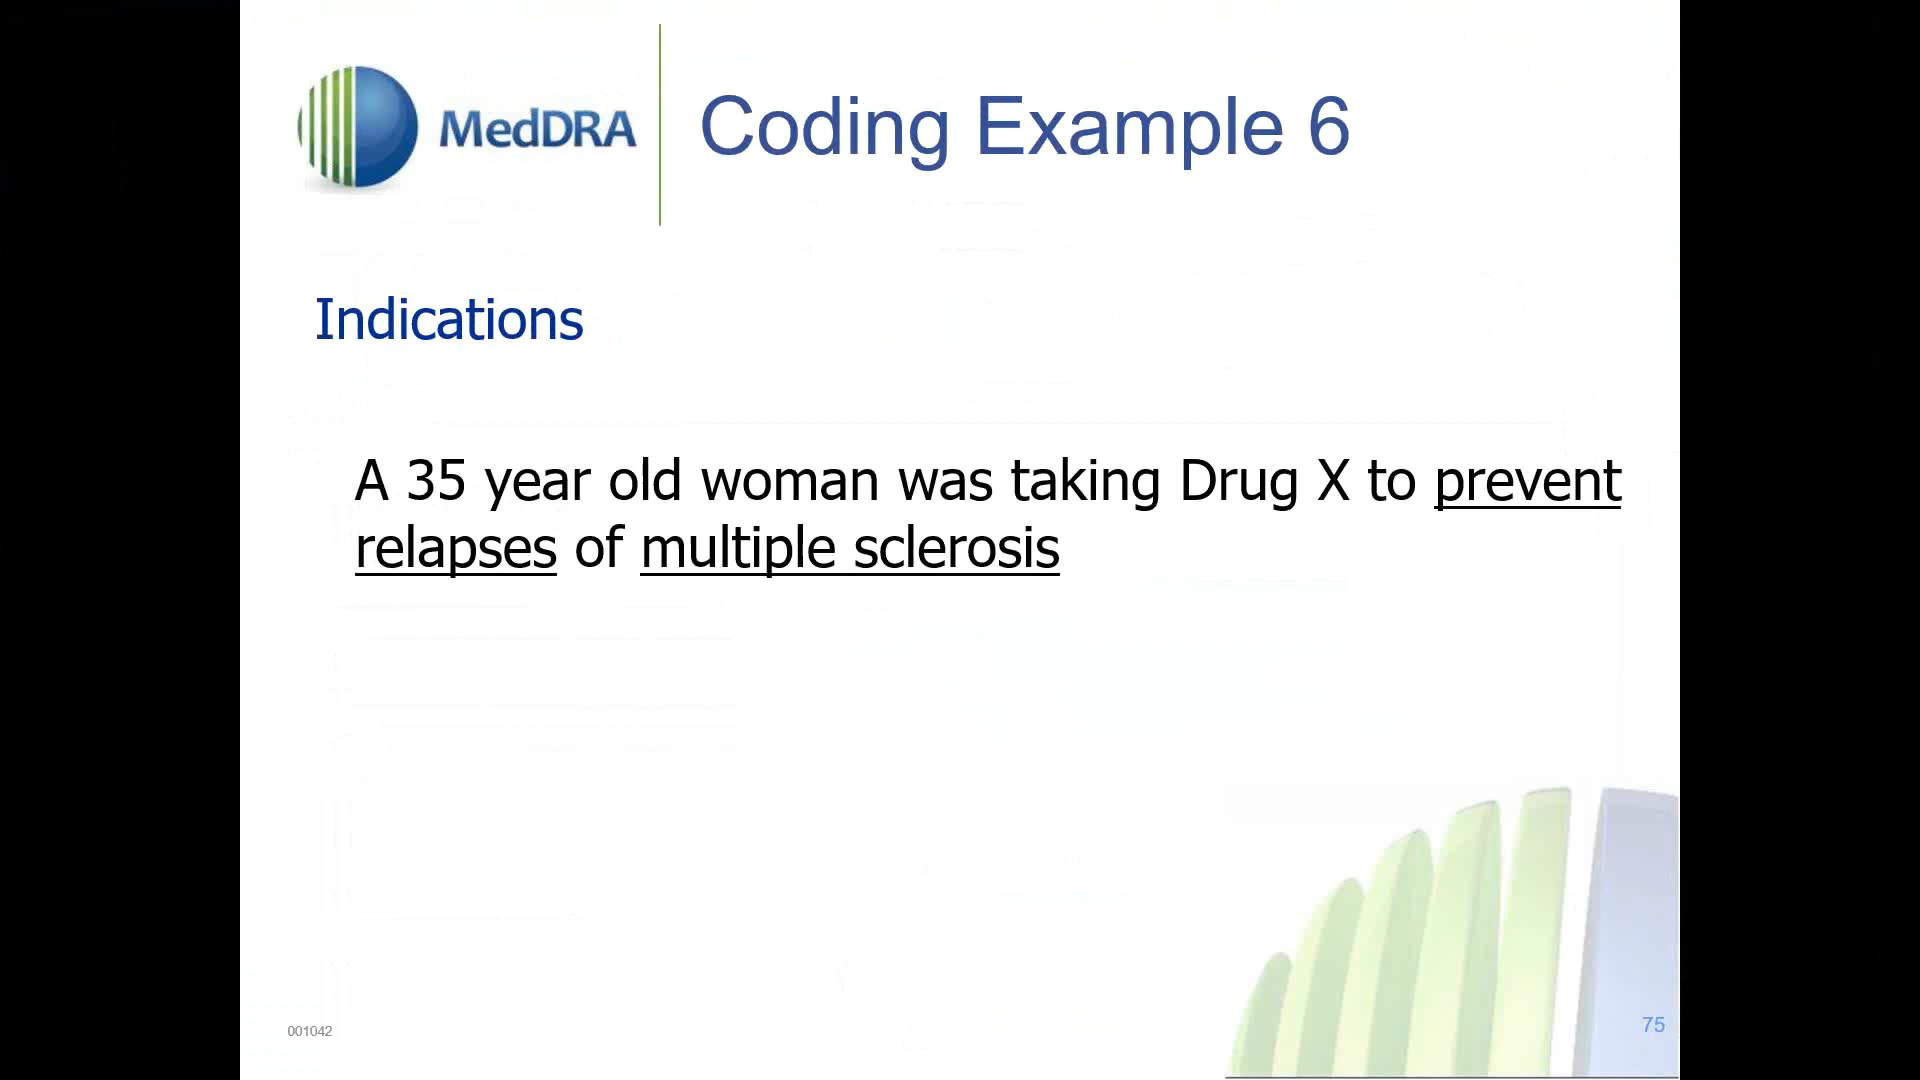 MedDRA
Coding Example 6
Indications
A 35 year old woman was taking Drug X to prevent
relapses of multiple sclerosis
001042
75